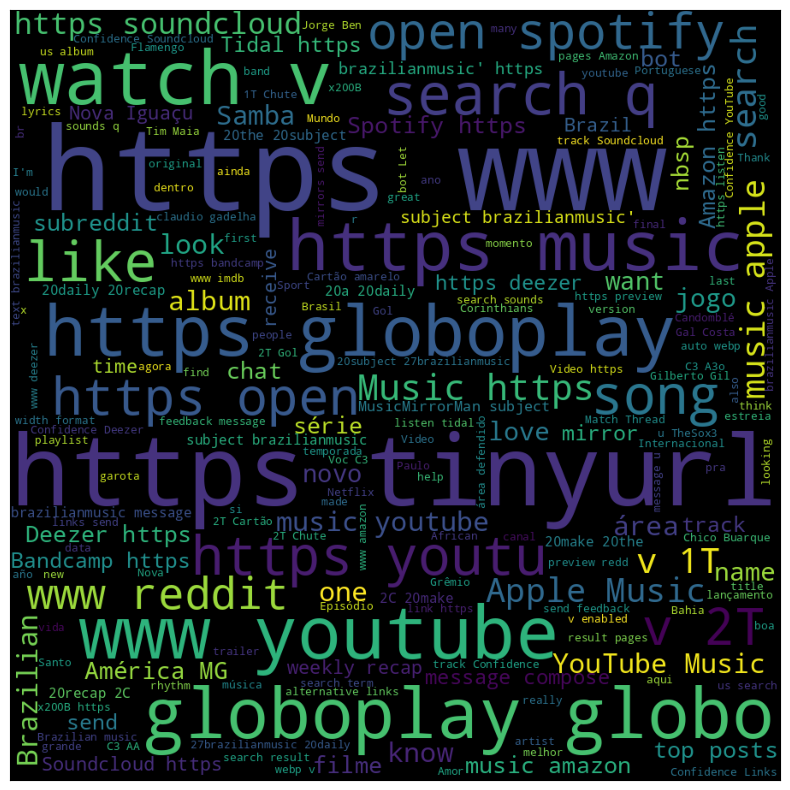 https soundcloud
Jorge Ben
open spotify
many
Confidence Soundcloud
us album
Flamengo
Tidal https
pages Amazon
bot
search
watch v
band
x200B
brazilianmusic' https
youtube
Portuguese
1T Chute
search q
lyrics
Nova Iguaçu
Samba
Mundo
Spotify https
Brazil
Amazon https
good
sounds q
Tim Maia
20the 20subject
track Soundcloud
Confidence YouTube
br
https
www
nbsp
original
ainda
mirrors send
bot Let
Thank
I'm
would
dentro
ano
great
https listen
claudio gadelha
r
subject brazilianmusic'
final
subreddit
look
first
https music
like
https bandcamp
receive
momento
want
last
music apple
text brazilianmusic
www imdb
Cartão amarelo
https deezer
https preview
20daily 20recap
album
Sport
20a 20daily
jogo
x
Brasil
search sounds
version
Corinthians
Candomblé
brazilianmusic Apple
https globoplay
people
Gol
Gal Costa
auto webp
www deezer
time
agora
2T Gol
20subject 27brazilianmusic
Video https
Gilberto Gil
find
chat
C3 A3o
https open
Music https
song
also
think
width format
feedback message
MusicMirrorMan subject
listen tidal
Match Thread
estreia
Confidence Deezer
série
love
mirror
u TheSox3
playlist
subject brazilianmusic
Video
área defendido
Internacional
looking
https tinyurl
temporada
Voc C3
garota
novo
Paulo
help
pra
message u
Netflix
made
brazilianmusic message
si
links send
2T Cartão
music youtube
área
track
Chico Buarque
Deezer https
data
2T Chute
www amazon
African
canal
20make 20the
Bandcamp https
https youtu
v 1T
title
año
new
Nova
Grêmio
preview redd
name
www reddit
one
Apple Music
lançamento
Episódio
2C 20make
link https
send feedback
v enabled
Bahia
boa
www youtube
v 2T
result pages
vida
trailer
Brazilian
Santo
América MG
weekly recap
track Confidence
YouTube Music
search term
message compose
aqui
20recap 2C
rhythm
alternative links
really
us search
x200B https
música
send
globoplay globo
Brazilian music
artist
grande
C3 AA
27brazilianmusic 20daily
know
melhor
top posts
search result
Soundcloud https
webp v
filme
Amor
music amazon
Confidence Links